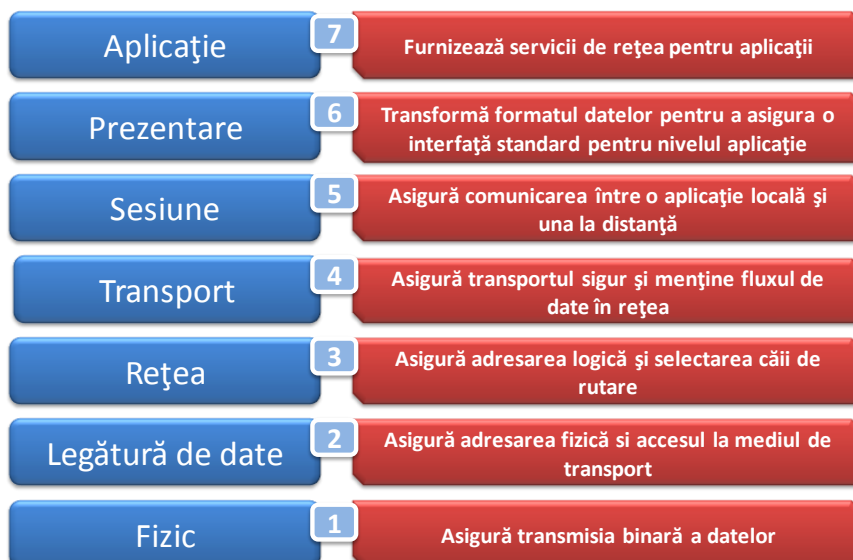 Aplicaţie
7
Furnizează servicii de reţea pentru aplicaţii
Prezentare
6
Transformă formatul datelor pentru a asigura o
interfaţă standard pentru nivelul aplicaţie
Sesiune
5
Asigură comunicarea între o aplicaţie locală şi
una la distanţă
Transport
4
Asigură transportul sigur şi menţine fluxul de
date în reţea
Reţea
3
Asigură adresarea logică şi selectarea căii de
rutare
Legătură de date
2
Asigură adresarea fizică si accesul la mediul de
transport
Fizic
1
Asigură transmisia binară a datelor